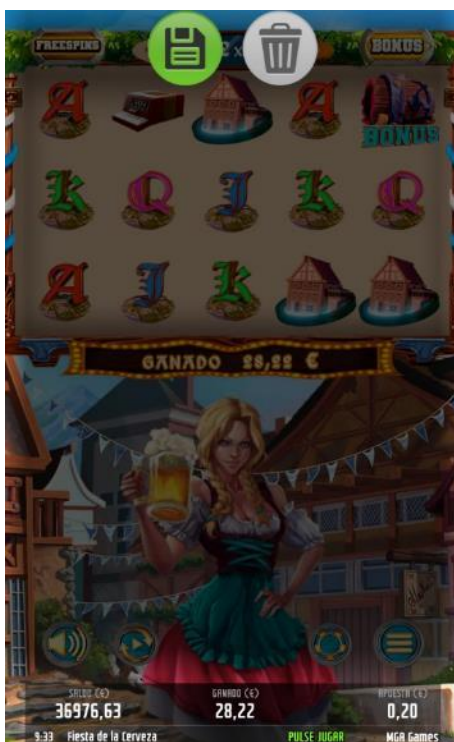 FREESPINS
BONUS
A A BONUS
K Q J K Q
A J K
GANADO 28,22 €
SALDO (€) GANADO (€) APUESTA (€)
36976,63 28,22 0,20
9:33 Fiesta de la Cerveza PULSE JUGAR MGA Games